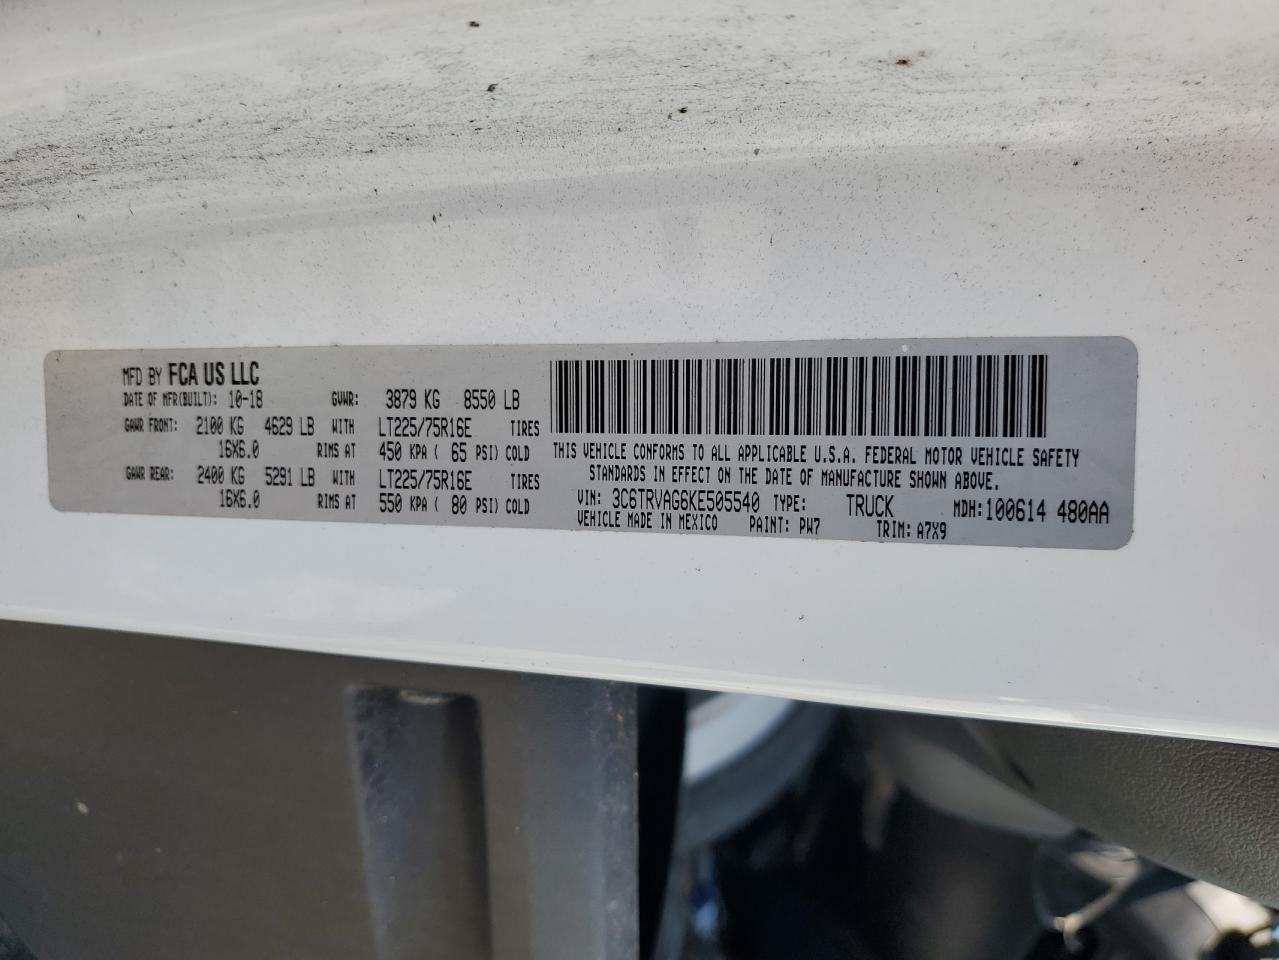 MFD BY FCA US LLC
DATE OF MFR(BUILT): 10-18 GVWR: 3879 KG 8550 LB
GAWR FRONT: 2100 KG 4629 LB WITH LT225/75R16E TIRES
16X6.0 RIMS AT 450 KPA ( 65 PSI) COLD
GAWR REAR: 2400 KG 5291 LB WITH LT225/75R16E TIRES
16X6.0 RIMS AT 550 KPA ( 80 PSI) COLD
THIS VEHICLE CONFORMS TO ALL APPLICABLE U.S.A. FEDERAL MOTOR VEHICLE SAFETY
STANDARDS IN EFFECT ON THE DATE OF MANUFACTURE SHOWN ABOVE.
VIN: 3C6TRVAG6KE505540 TYPE: TRUCK MDH: 100614 480AA
VEHICLE MADE IN MEXICO PAINT: PW7 TRIM: A7X9